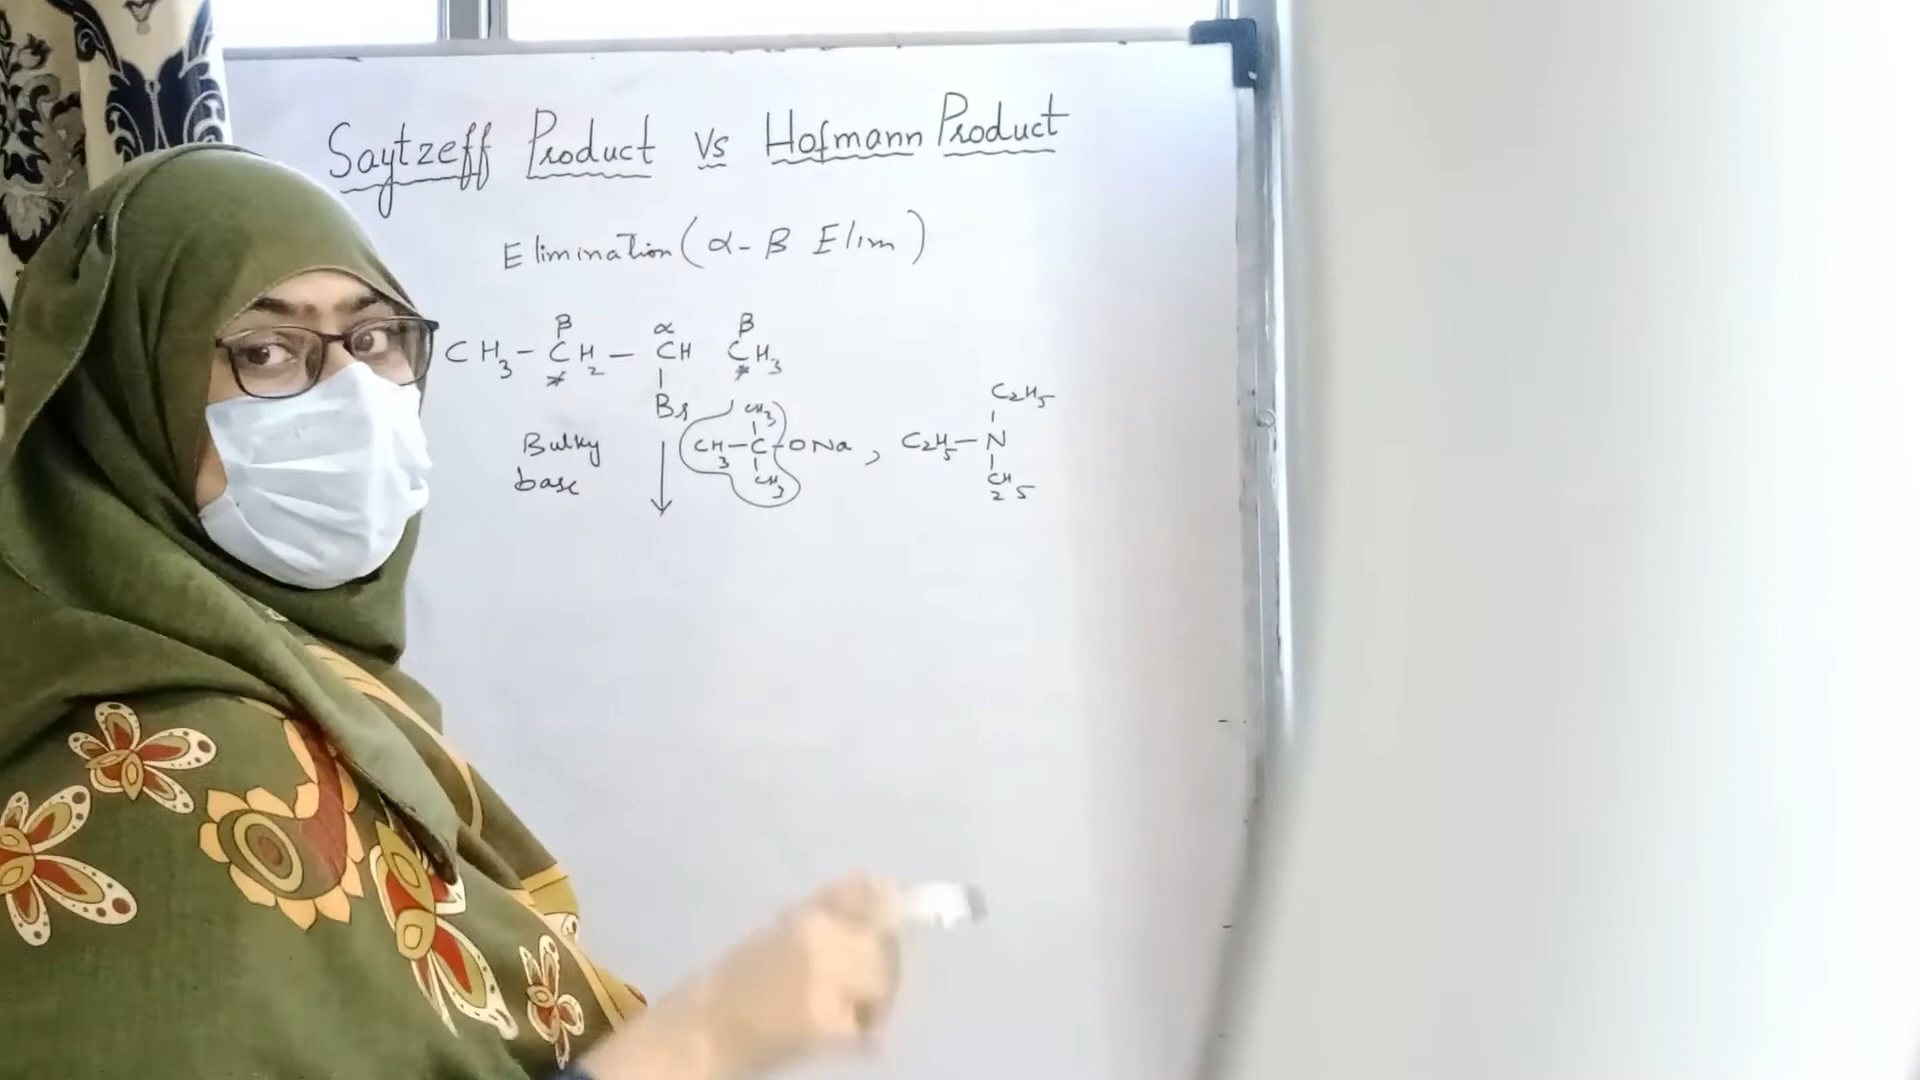 Saytzeff Product Vs Hofmann Product
Elimination (α-β Elim)
β α β
CH3 - CH2 - CH CH3
* *
Br
CH3 C2H5
Bulky CH3-C-ONa, C2H5-N
base CH3 C2H5